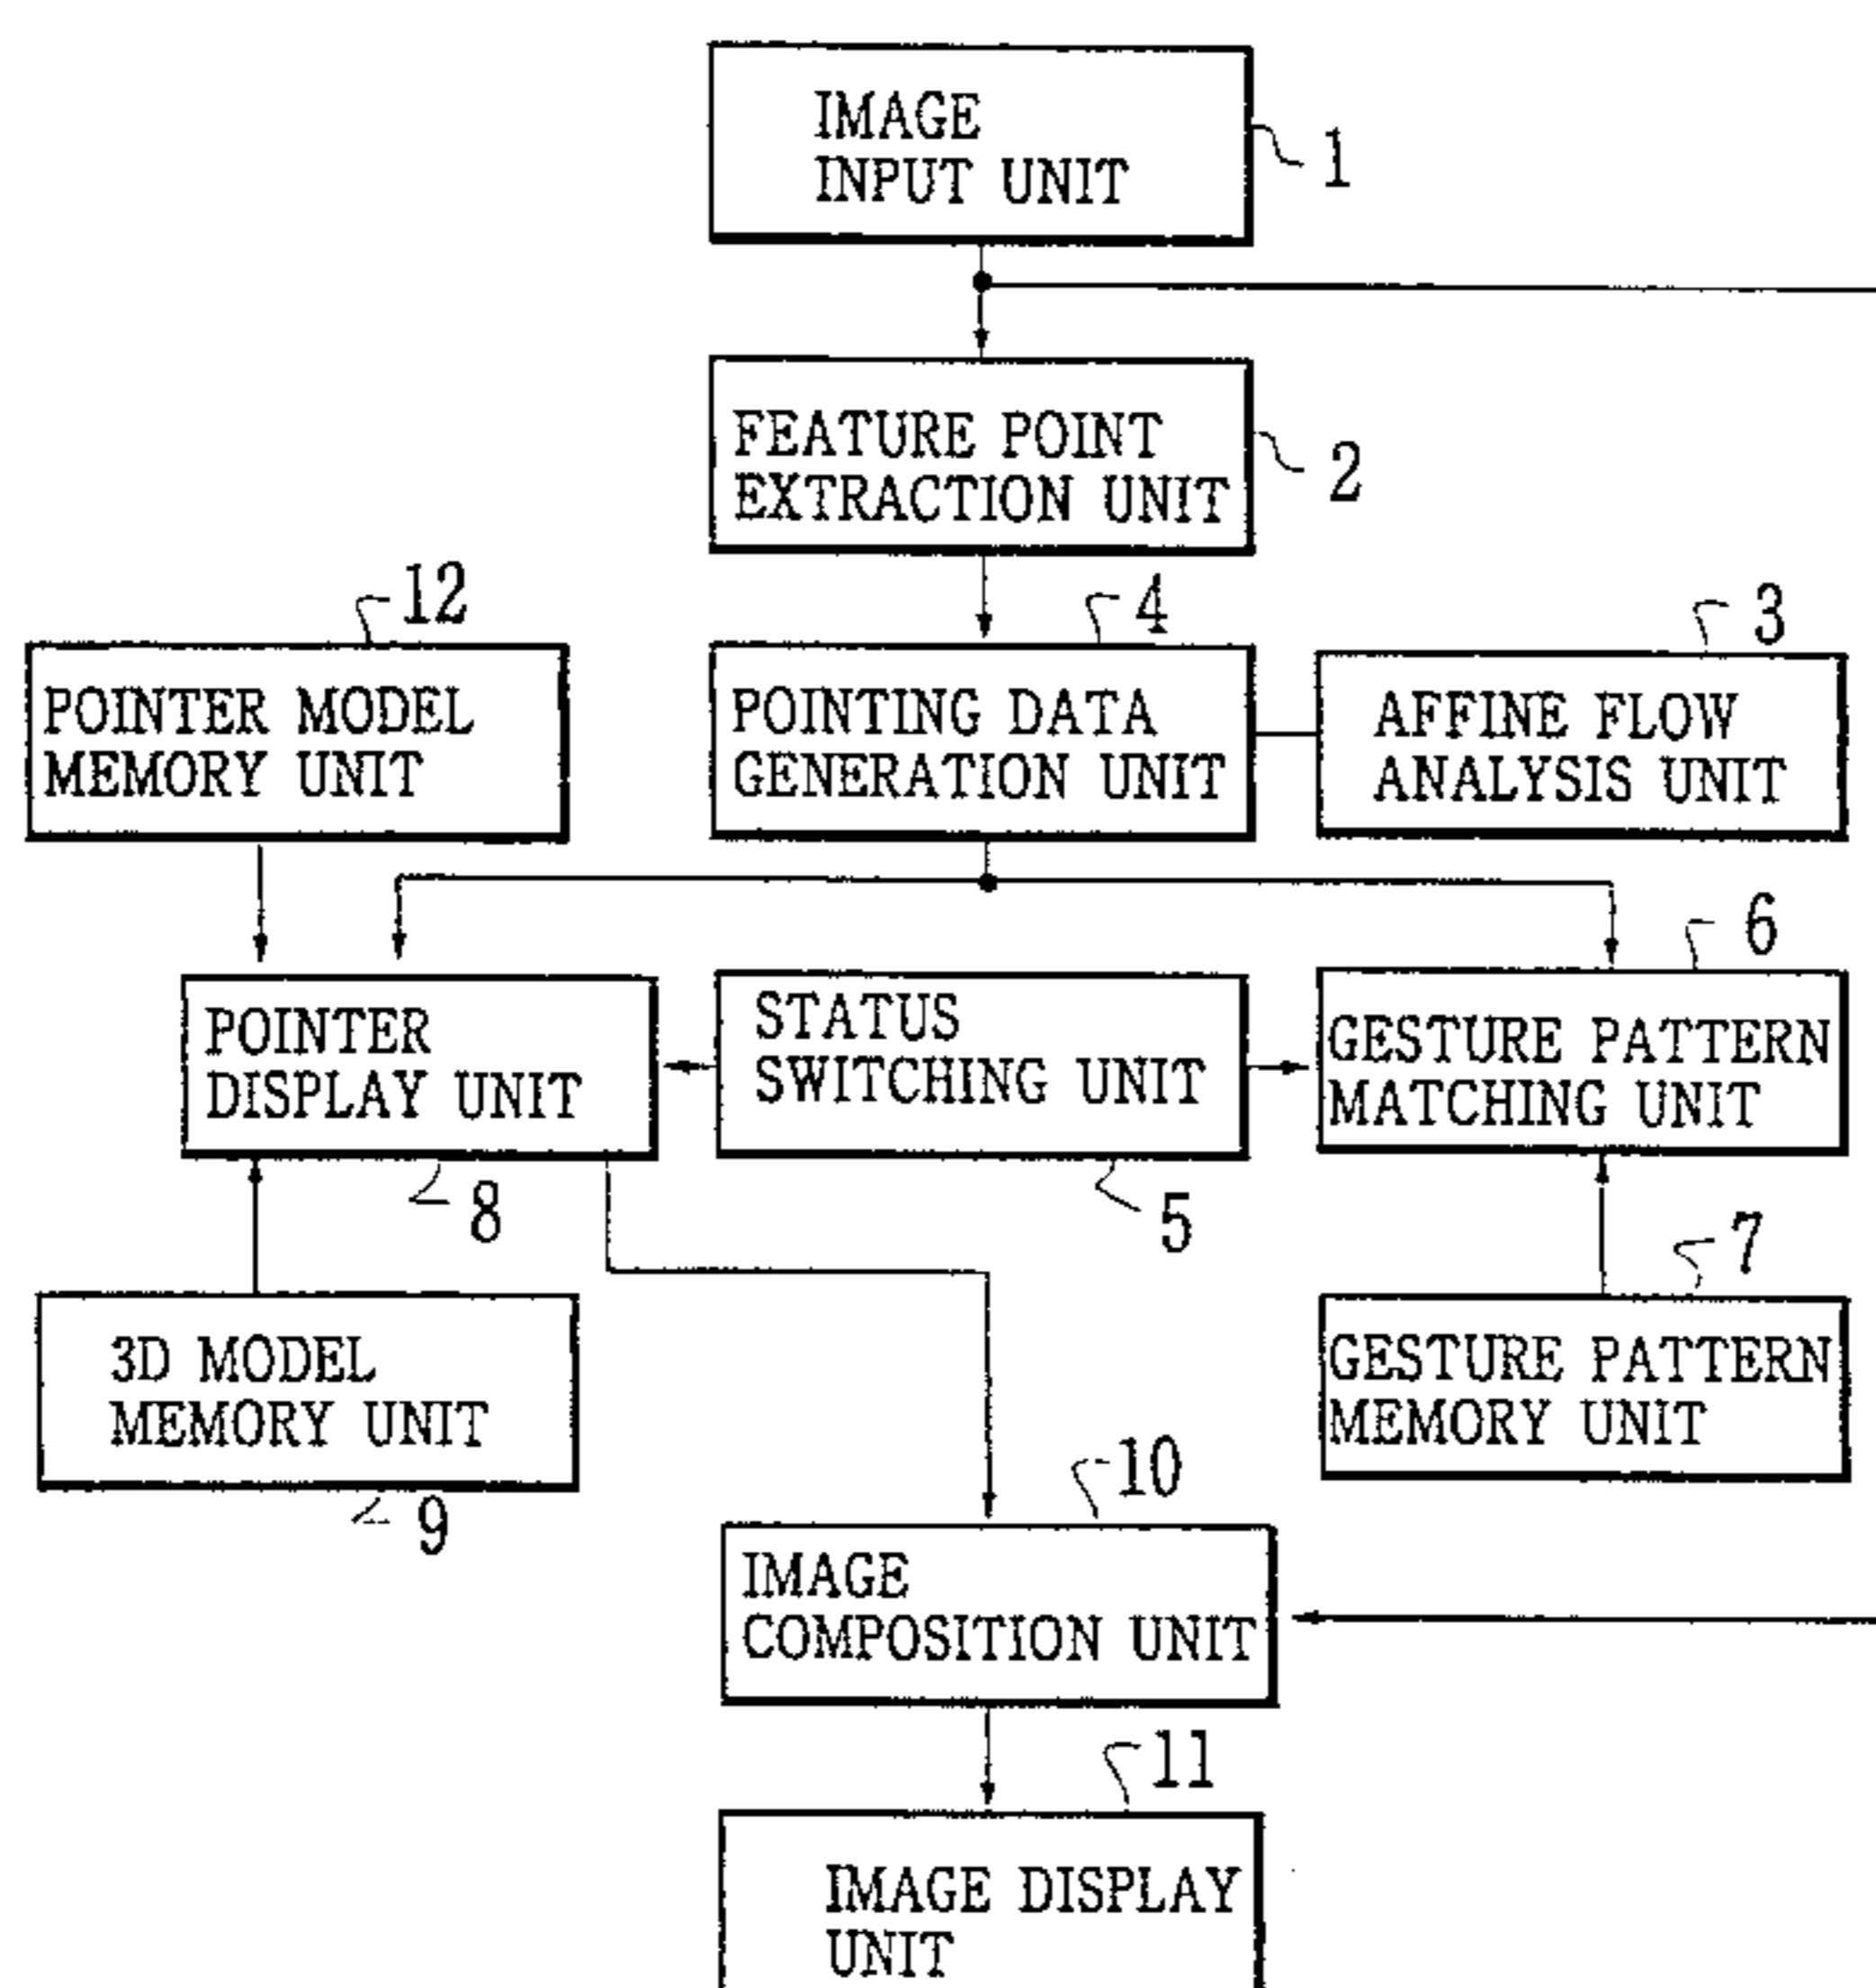 IMAGE
INPUT UNIT
1
FEATURE POINT
EXTRACTION UNIT
2
12
POINTER MODEL
MEMORY UNIT
4
POINTING DATA
GENERATION UNIT
3
AFFINE FLOW
ANALYSIS UNIT
POINTER
DISPLAY UNIT
8
STATUS
SWITCHING UNIT
5
6
GESTURE PATTERN
MATCHING UNIT
3D MODEL
MEMORY UNIT
9
7
GESTURE PATTERN
MEMORY UNIT
10
IMAGE
COMPOSITION UNIT
11
IMAGE DISPLAY
UNIT